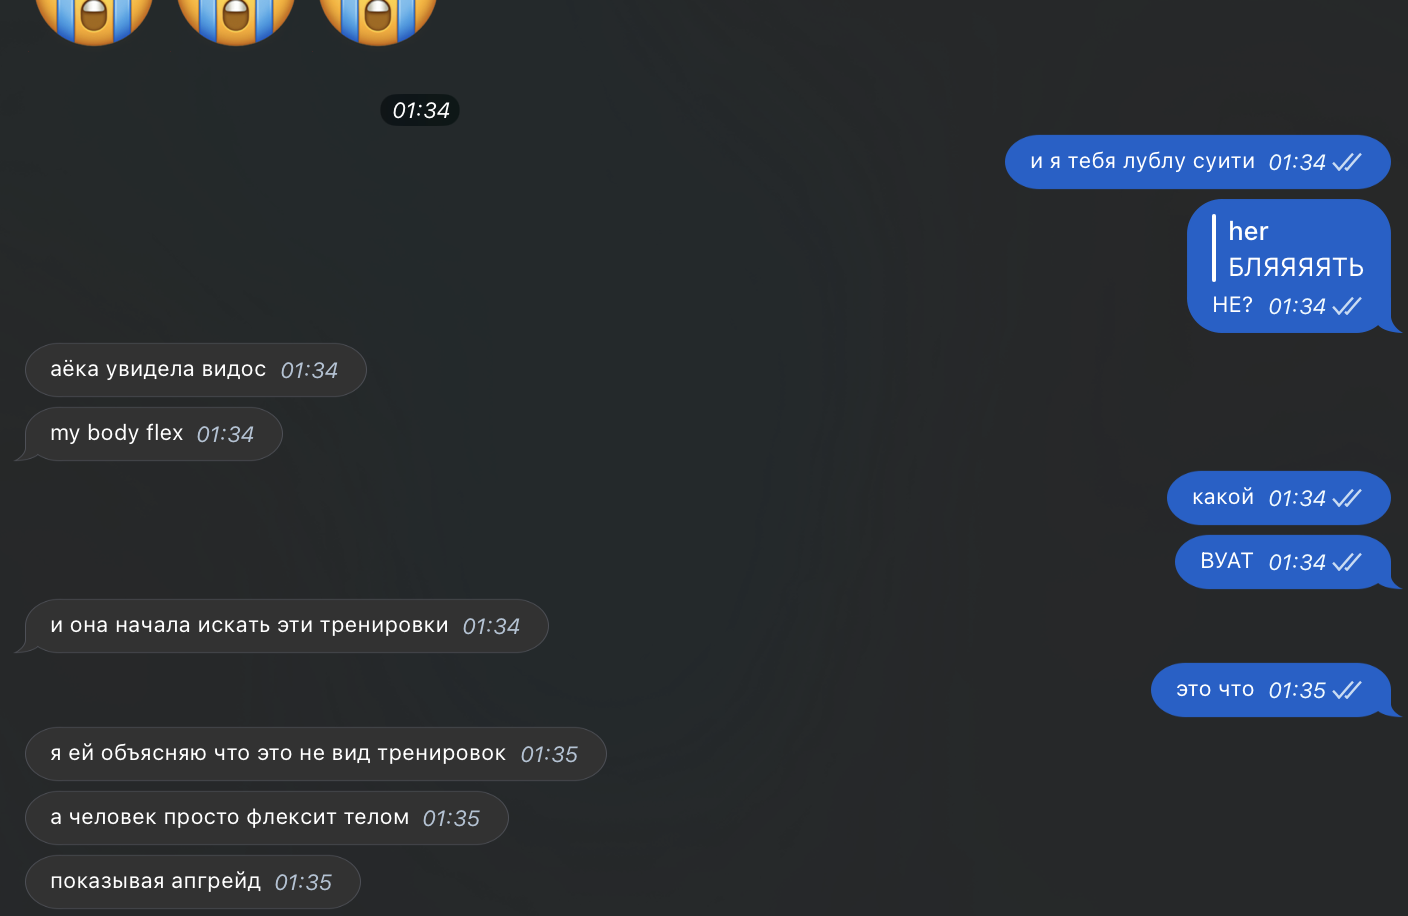 01:34
и я тебя лублу суити 01:34
her
БЛЯЯЯЯТЬ
НЕ? 01:34
аёка увидела видос 01:34
my body flex 01:34
какой 01:34
ВУАТ 01:34
и она начала искать эти тренировки 01:34
это что 01:35
я ей объясняю что это не вид тренировок 01:35
а человек просто флексит телом 01:35
показывая апгрейд 01:35